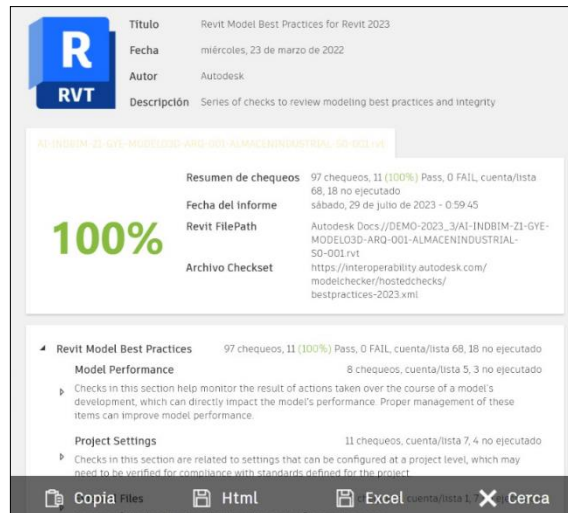 R
RVT
Título Revit Model Best Practices for Revit 2023
Fecha miércoles, 23 de marzo de 2022
Autor Autodesk
Descripción Series of checks to review modeling best practices and integrity
AI-INDBIM-Z1-GYE-MODELO3D-ARQ-001-ALMACENINDUSTRIAL-S0-001.rvt
100%
Resumen de chequeos 97 chequeos, 11 (100%) Pass, 0 FAIL, cuenta/lista
68, 18 no ejecutado
Fecha del informe sábado, 29 de julio de 2023 - 0:59:45
Revit FilePath Autodesk Docs://DEMO-2023_3/AI-INDBIM-Z1-GYE-
MODELO3D-ARQ-001-ALMACENINDUSTRIAL-
S0-001.rvt
Archivo Checkset https://interoperability.autodesk.com/
modelchecker/hostedchecks/
bestpractices-2023.xml
Revit Model Best Practices 97 chequeos, 11 (100%) Pass, 0 FAIL, cuenta/lista 68, 18 no ejecutado
Model Performance 8 chequeos, cuenta/lista 5, 3 no ejecutado
Checks in this section help monitor the result of actions taken over the course of a model's
development, which can directly impact the model's performance. Proper management of these
items can improve model performance.
Project Settings 11 chequeos, cuenta/lista 7, 4 no ejecutado
Checks in this section are related to settings that can be configured at a project level, which may
need to be verified for compliance with standards defined for the project.
Files cuenta/lista 1, 7
Copia Html Excel Cerca